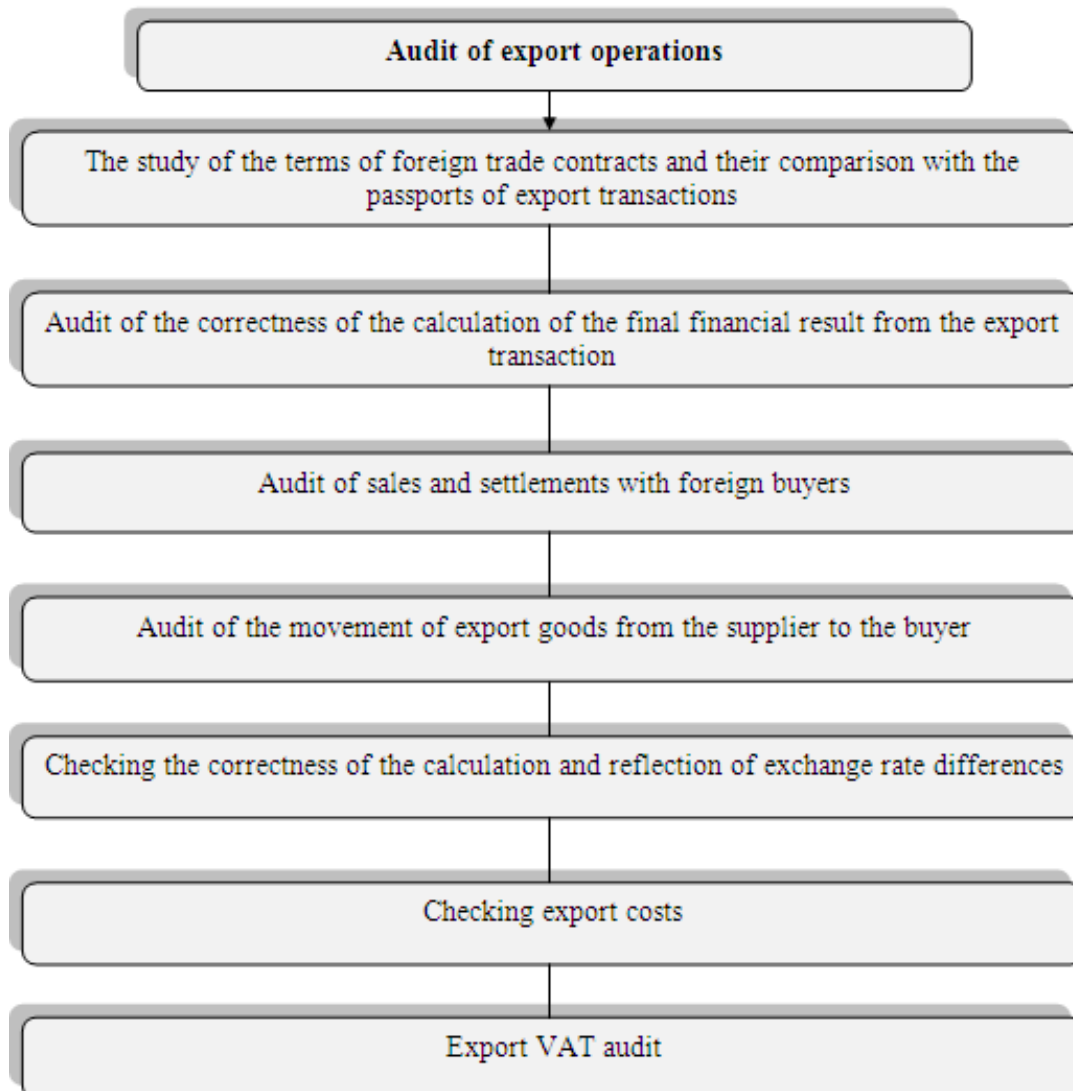 Audit of export operations
The study of the terms of foreign trade contracts and their comparison with the
passports of export transactions
Audit of the correctness of the calculation of the final financial result from the export
transaction
Audit of sales and settlements with foreign buyers
Audit of the movement of export goods from the supplier to the buyer
Checking the correctness of the calculation and reflection of exchange rate differences
Checking export costs
Export VAT audit